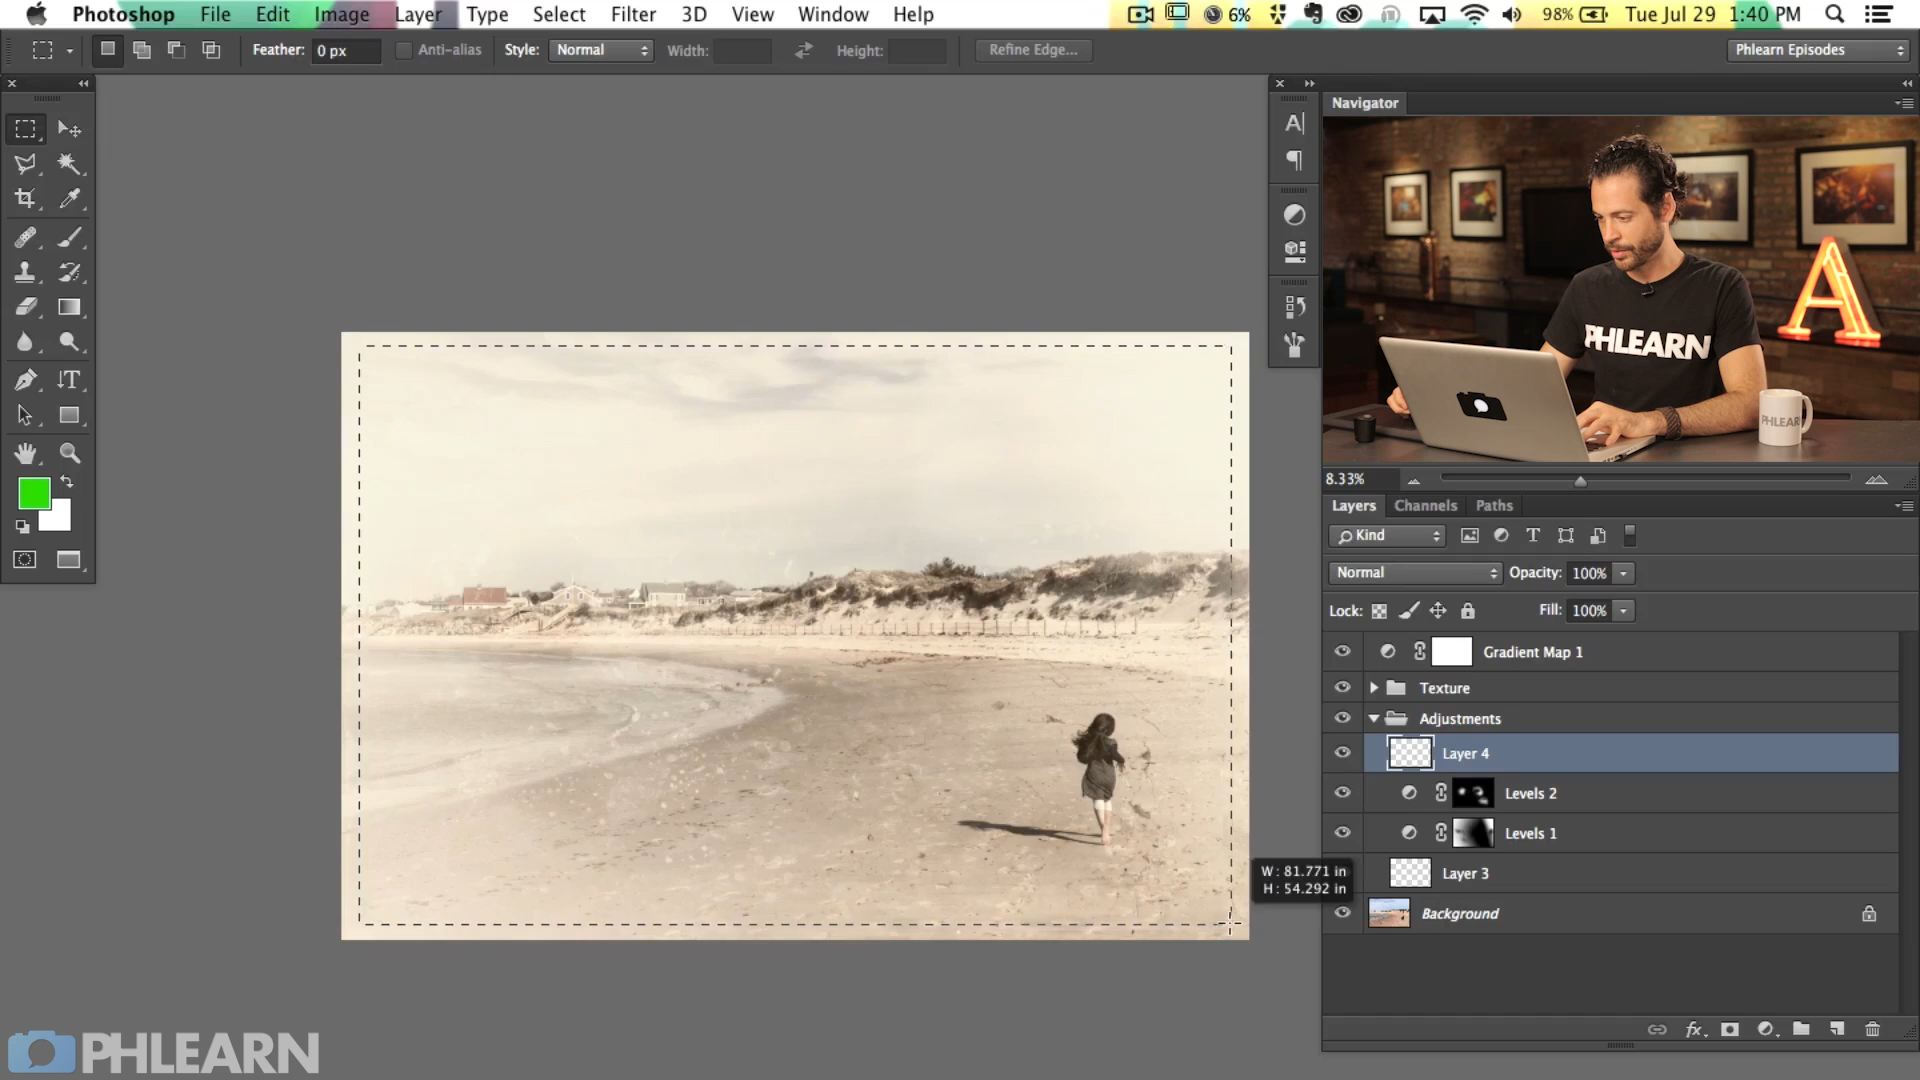 Photoshop File Edit Image Layer Type Select Filter 3D View Window Help 6% 98% Tue Jul 29 1:40 PM
Feather: 0 px Anti-alias Style: Normal Width: Height: Refine Edge... Phlearn Episodes
Navigator
A
PHLEARN
PHLEARN
8.33%
Layers Channels Paths
Kind
Normal Opacity: 100%
Lock: Fill: 100%
Gradient Map 1
Texture
Adjustments
Layer 4
Levels 2
Levels 1
Layer 3
Background
W: 81.771 in
H: 54.292 in
PHLEARN